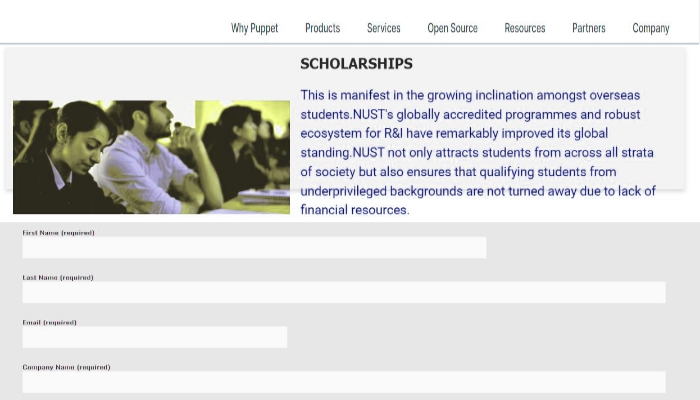 Why Puppet Products Services Open Source Resources Partners Company
SCHOLARSHIPS
This is manifest in the growing inclination amongst overseas
students.NUST's globally accredited programmes and robust
ecosystem for R&I have remarkably improved its global
standing.NUST not only attracts students from across all strata
of society but also ensures that qualifying students from
underprivileged backgrounds are not turned away due to lack of
financial resources.
First Name (required)
Last Name (required)
Email (required)
Company Name (required)